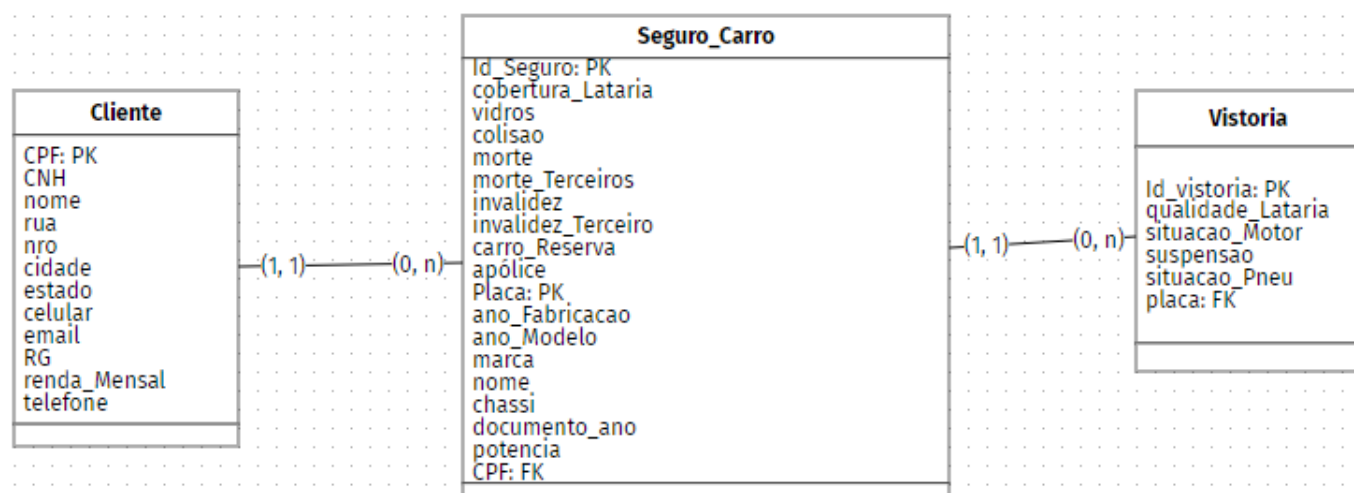 Cliente
CPF: PK
CNH
nome
rua
nro
cidade
estado
celular
email
RG
renda_Mensal
telefone
(1, 1)
(0, n)
Seguro_Carro
Id_Seguro: PK
cobertura_Lataria
vidros
colisao
morte
morte_Terceiros
invalidez
invalidez_Terceiro
carro_Reserva
apólice
Placa: PK
ano_Fabricacao
ano_Modelo
marca
nome
chassi
documento_ano
potencia
CPF: FK
(1, 1)
(0, n)
Vistoria
Id_vistoria: PK
qualidade_Lataria
situacao_Motor
suspensao
situacao_Pneu
placa: FK